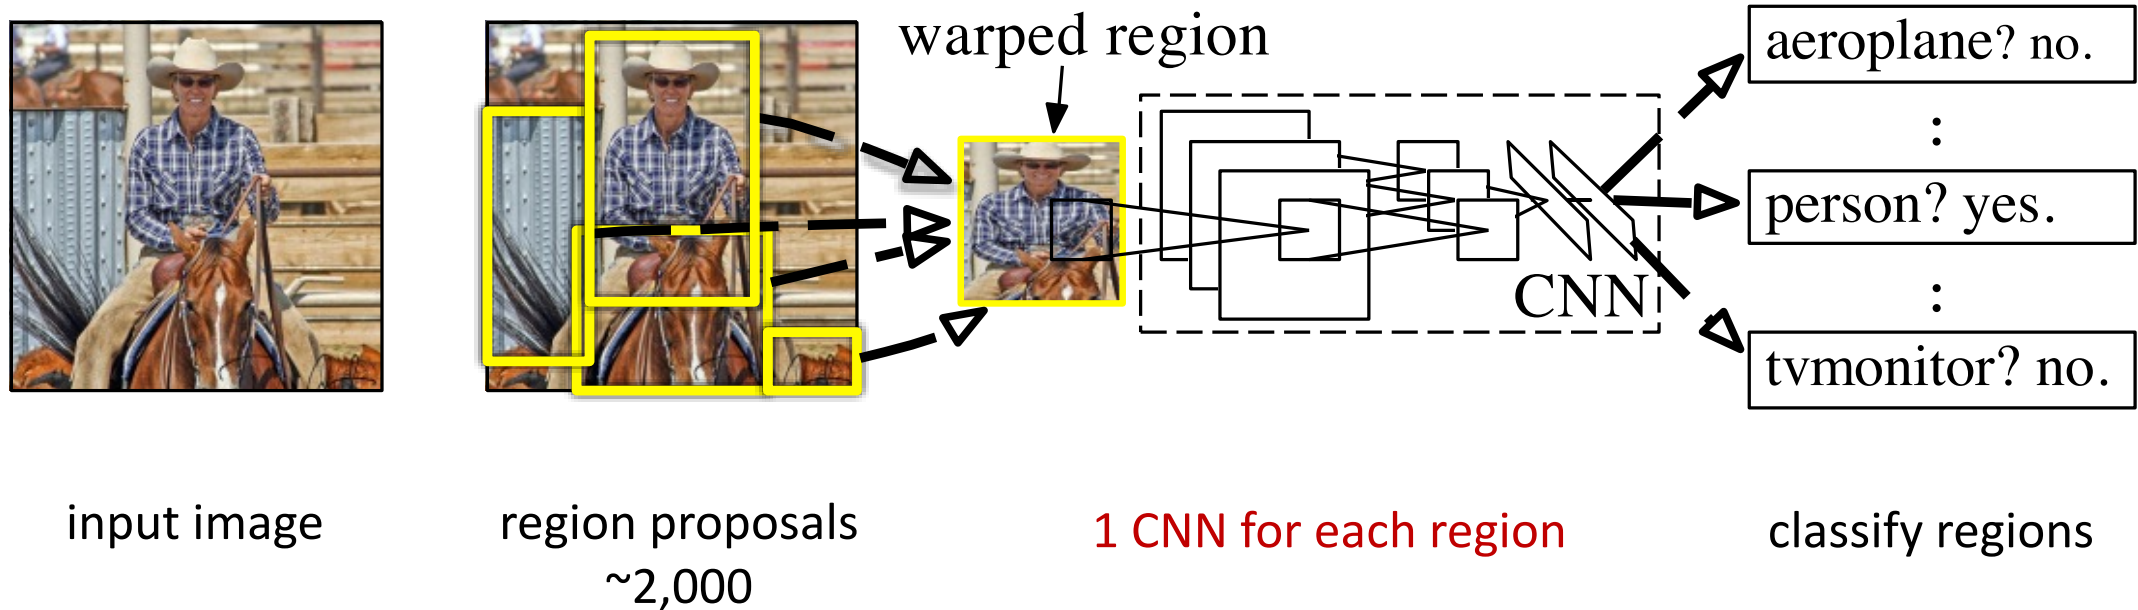 warped region
aeroplane? no.
:
person? yes.
:
tvmonitor? no.
CNN
input image
region proposals
~2,000
1 CNN for each region
classify regions